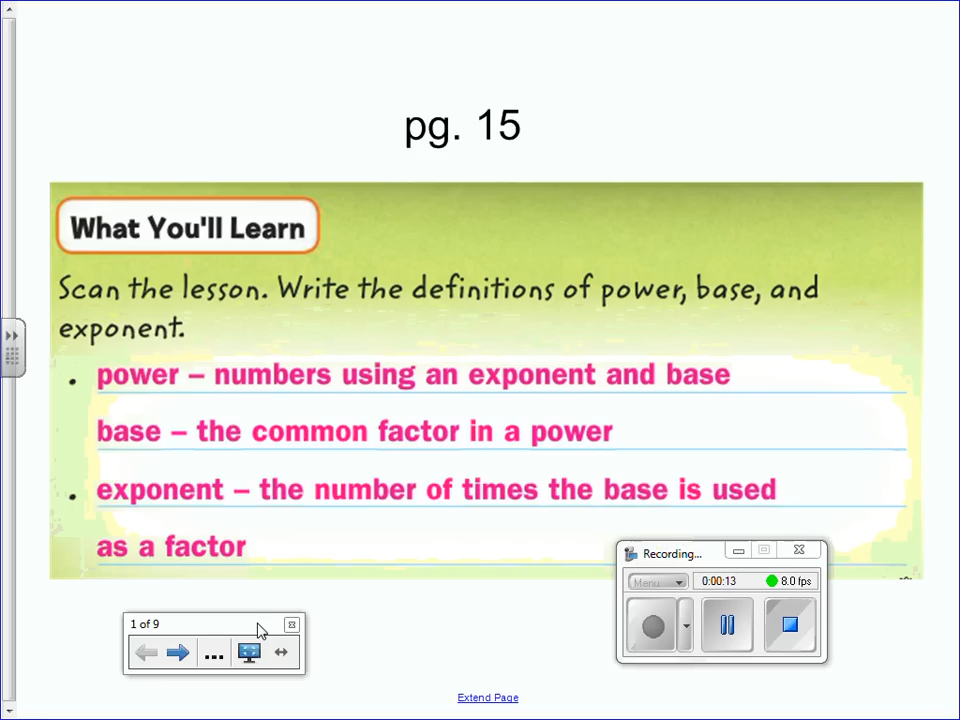 pg. 15
What You'll Learn
Scan the lesson. Write the definitions of power, base, and
exponent.
• power – numbers using an exponent and base
base – the common factor in a power
• exponent – the number of times the base is used
as a factor
Recording...
Menu
0:00:13
8.0 fps
1 of 9
...
Extend Page